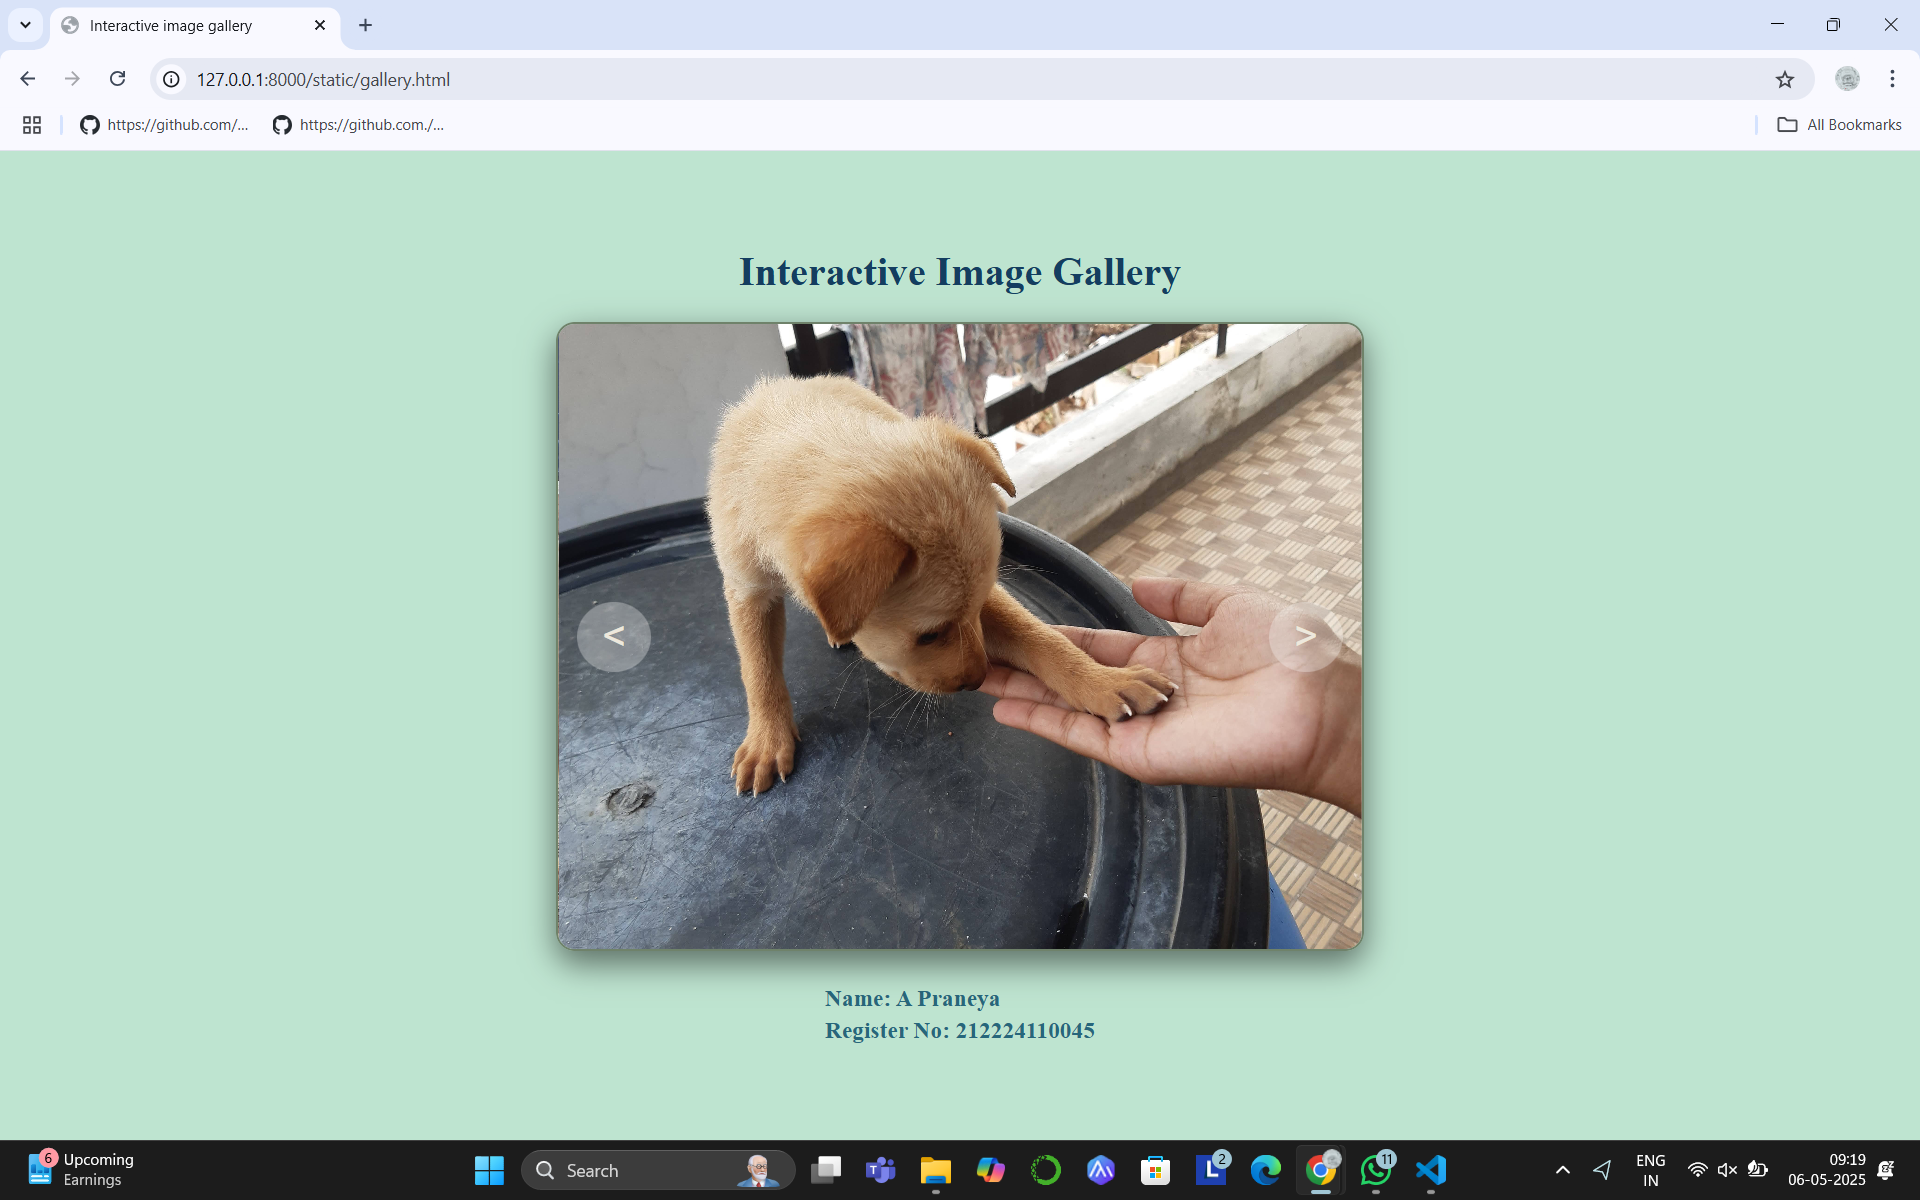 Interactive image gallery
127.0.0.1:8000/static/gallery.html
https://github.com/...
https://github.com./...
All Bookmarks
Interactive Image Gallery
<
>
Name: A Praneya
Register No: 212224110045
6
Upcoming
Earnings
Search
T
L
2
11
ENG
IN
09:19
06-05-2025